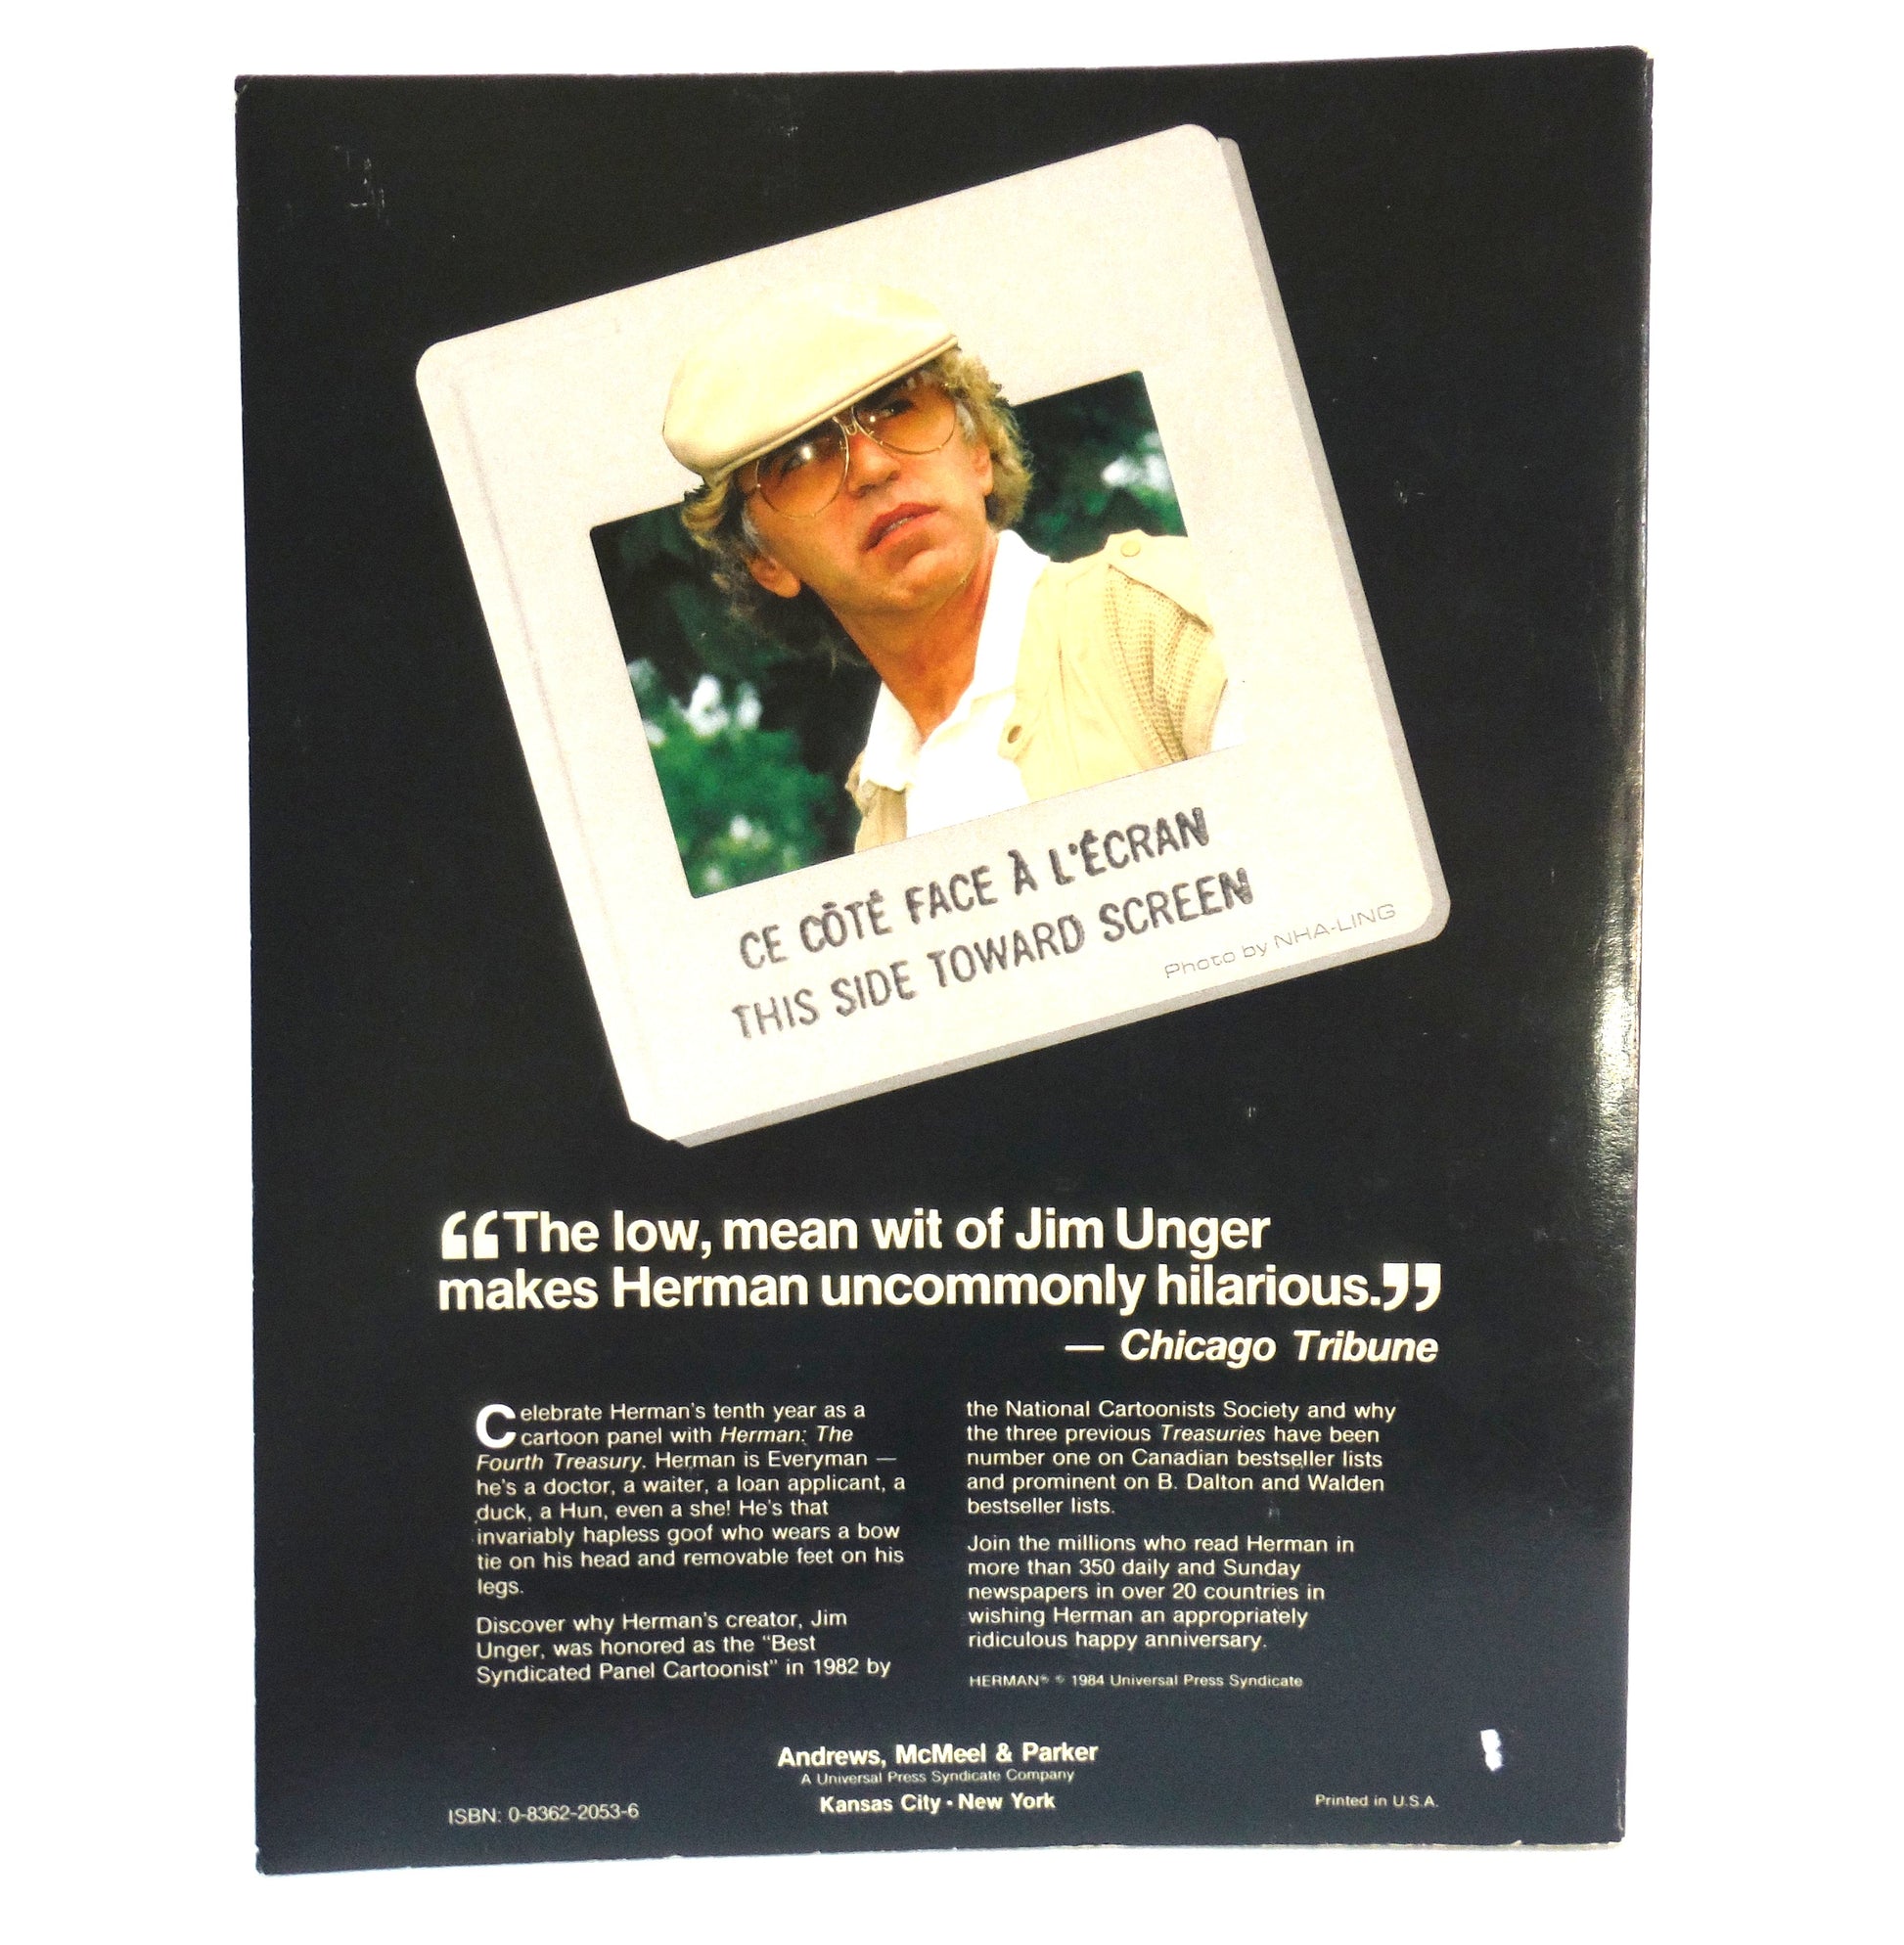 CE CÔTÉ FACE À L'ÉCRAN
THIS SIDE TOWARD SCREEN
Photo by NHA-LING
“The low, mean wit of Jim Unger
makes Herman uncommonly hilarious.”
— Chicago Tribune
Celebrate Herman's tenth year as a
cartoon panel with Herman: The
Fourth Treasury. Herman is Everyman —
he's a doctor, a waiter, a loan applicant, a
duck, a Hun, even a she! He's that
invariably hapless goof who wears a bow
tie on his head and removable feet on his
legs.
Discover why Herman's creator, Jim
Unger, was honored as the “Best
Syndicated Panel Cartoonist” in 1982 by
the National Cartoonists Society and why
the three previous Treasuries have been
number one on Canadian bestseller lists
and prominent on B. Dalton and Walden
bestseller lists.
Join the millions who read Herman in
more than 350 daily and Sunday
newspapers in over 20 countries in
wishing Herman an appropriately
ridiculous happy anniversary.
HERMAN® © 1984 Universal Press Syndicate
Andrews, McMeel & Parker
A Universal Press Syndicate Company
Kansas City • New York
ISBN: 0-8362-2053-6
Printed in U.S.A.